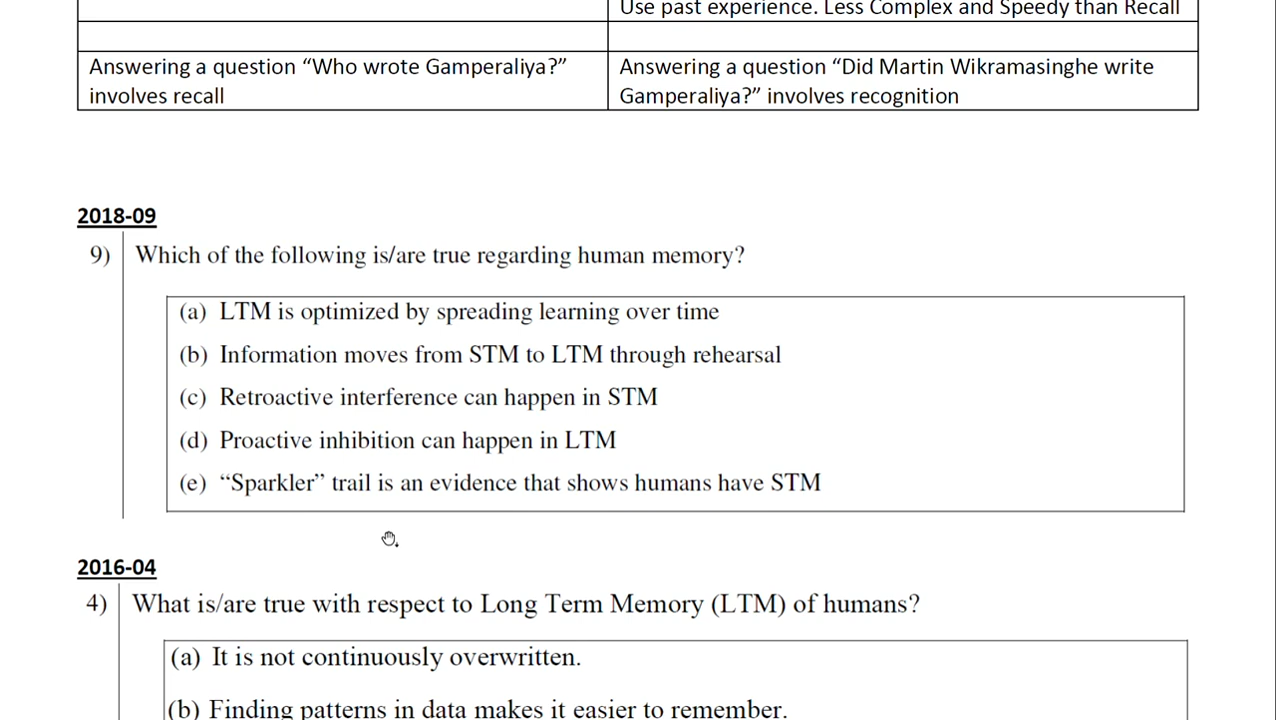 Use past experience. Less Complex and Speedy than Recall
Answering a question “Who wrote Gamperaliya?”
involves recall
Answering a question “Did Martin Wikramasinghe write
Gamperaliya?” involves recognition
2018-09
9) Which of the following is/are true regarding human memory?
(a) LTM is optimized by spreading learning over time
(b) Information moves from STM to LTM through rehearsal
(c) Retroactive interference can happen in STM
(d) Proactive inhibition can happen in LTM
(e) “Sparkler” trail is an evidence that shows humans have STM
2016-04
4) What is/are true with respect to Long Term Memory (LTM) of humans?
(a) It is not continuously overwritten.
(b) Finding patterns in data makes it easier to remember.